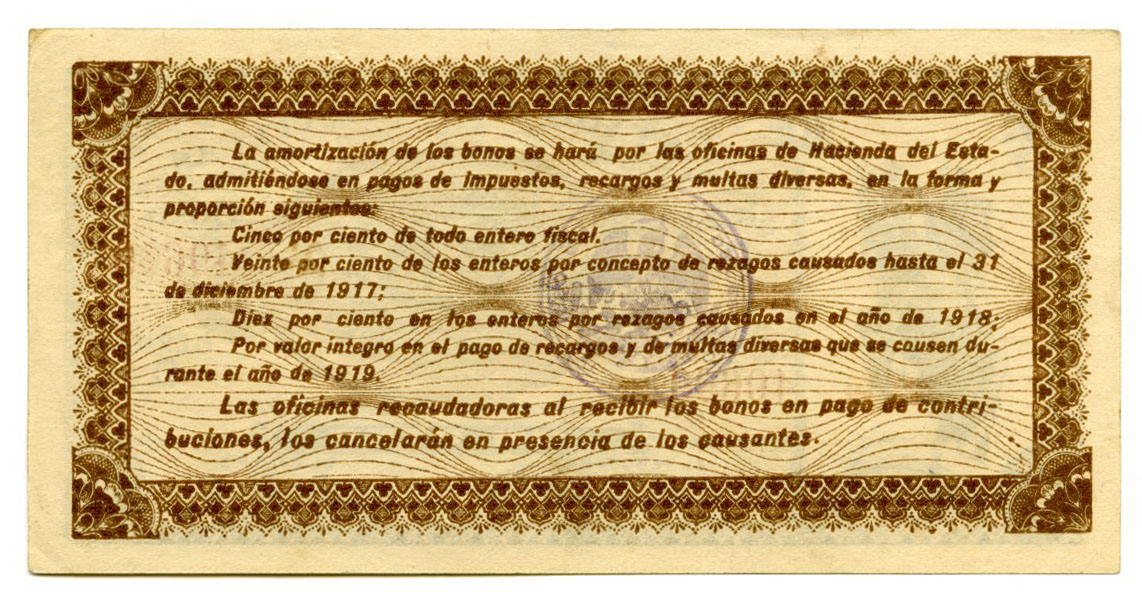 La amortización de los bonos se hará por las oficinas de Hacienda del Esta-
do, admitiéndose en pagos de impuestos, recargos y multas diversas, en la forma y
proporción siguientes:
Cinco por ciento de todo entero fiscal.
Veinte por ciento de los enteros por concepto de rezagos causados hasta el 31
de diciembre de 1917;
Diez por ciento en los enteros por rezagos causados en el año de 1918;
Por valor integro en el pago de recargos y de multas diversas que se causen du-
rante el año de 1919.
Las oficinas recaudadoras al recibir los bonos en pago de contri-
buciones, los cancelarán en presencia de los causantes.